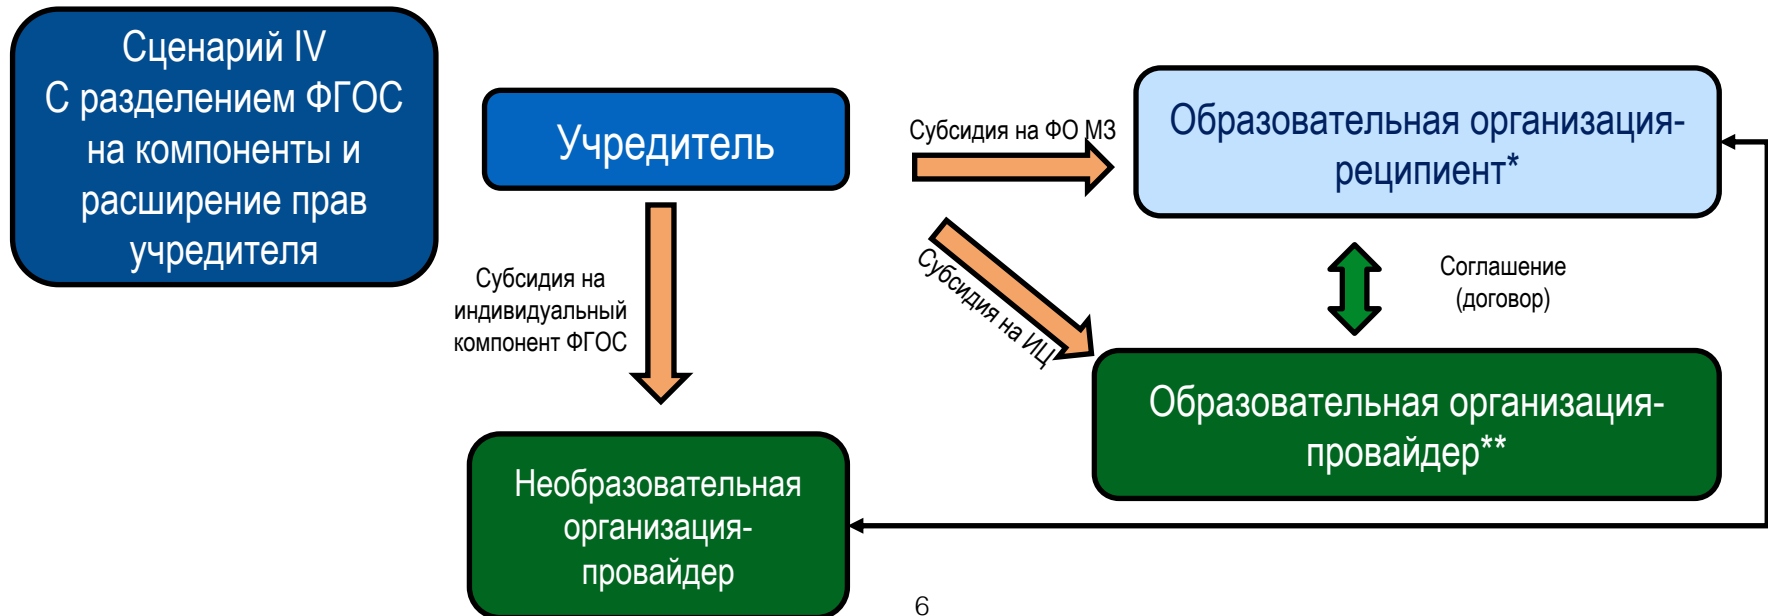 Сценарий IV
С разделением ФГОС
на компоненты и
расширение прав
учредителя
Учредитель
Субсидия на ФО МЗ
Образовательная организация-
реципиент*
Субсидия на
индивидуальный
компонент ФГОС
Субсидия на ИЦ
Соглашение
(договор)
Образовательная организация-
провайдер**
Необразовательная
организация-
провайдер
6